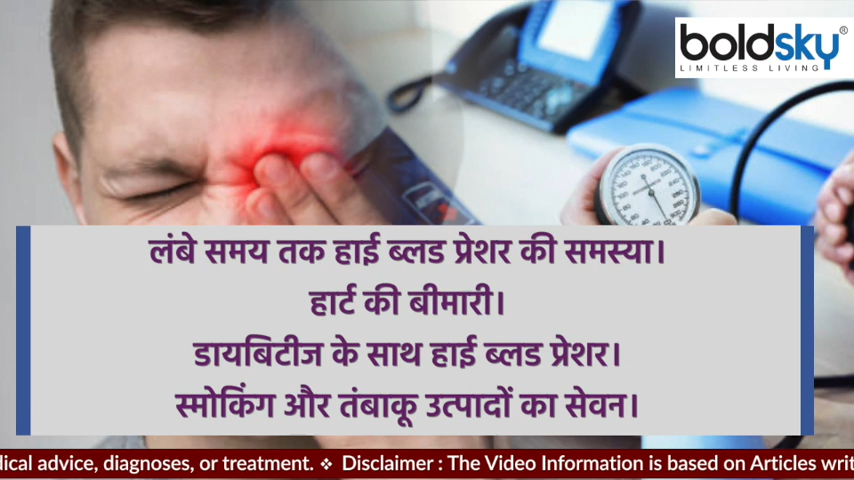 boldsky®
LIMITLESS LIVING
लंबे समय तक हाई ब्लड प्रेशर की समस्या।
हार्ट की बीमारी।
डायबिटीज के साथ हाई ब्लड प्रेशर।
स्मोकिंग और तंबाकू उत्पादों का सेवन।
dical advice, diagnoses, or treatment. ❖ Disclaimer : The Video Information is based on Articles writ